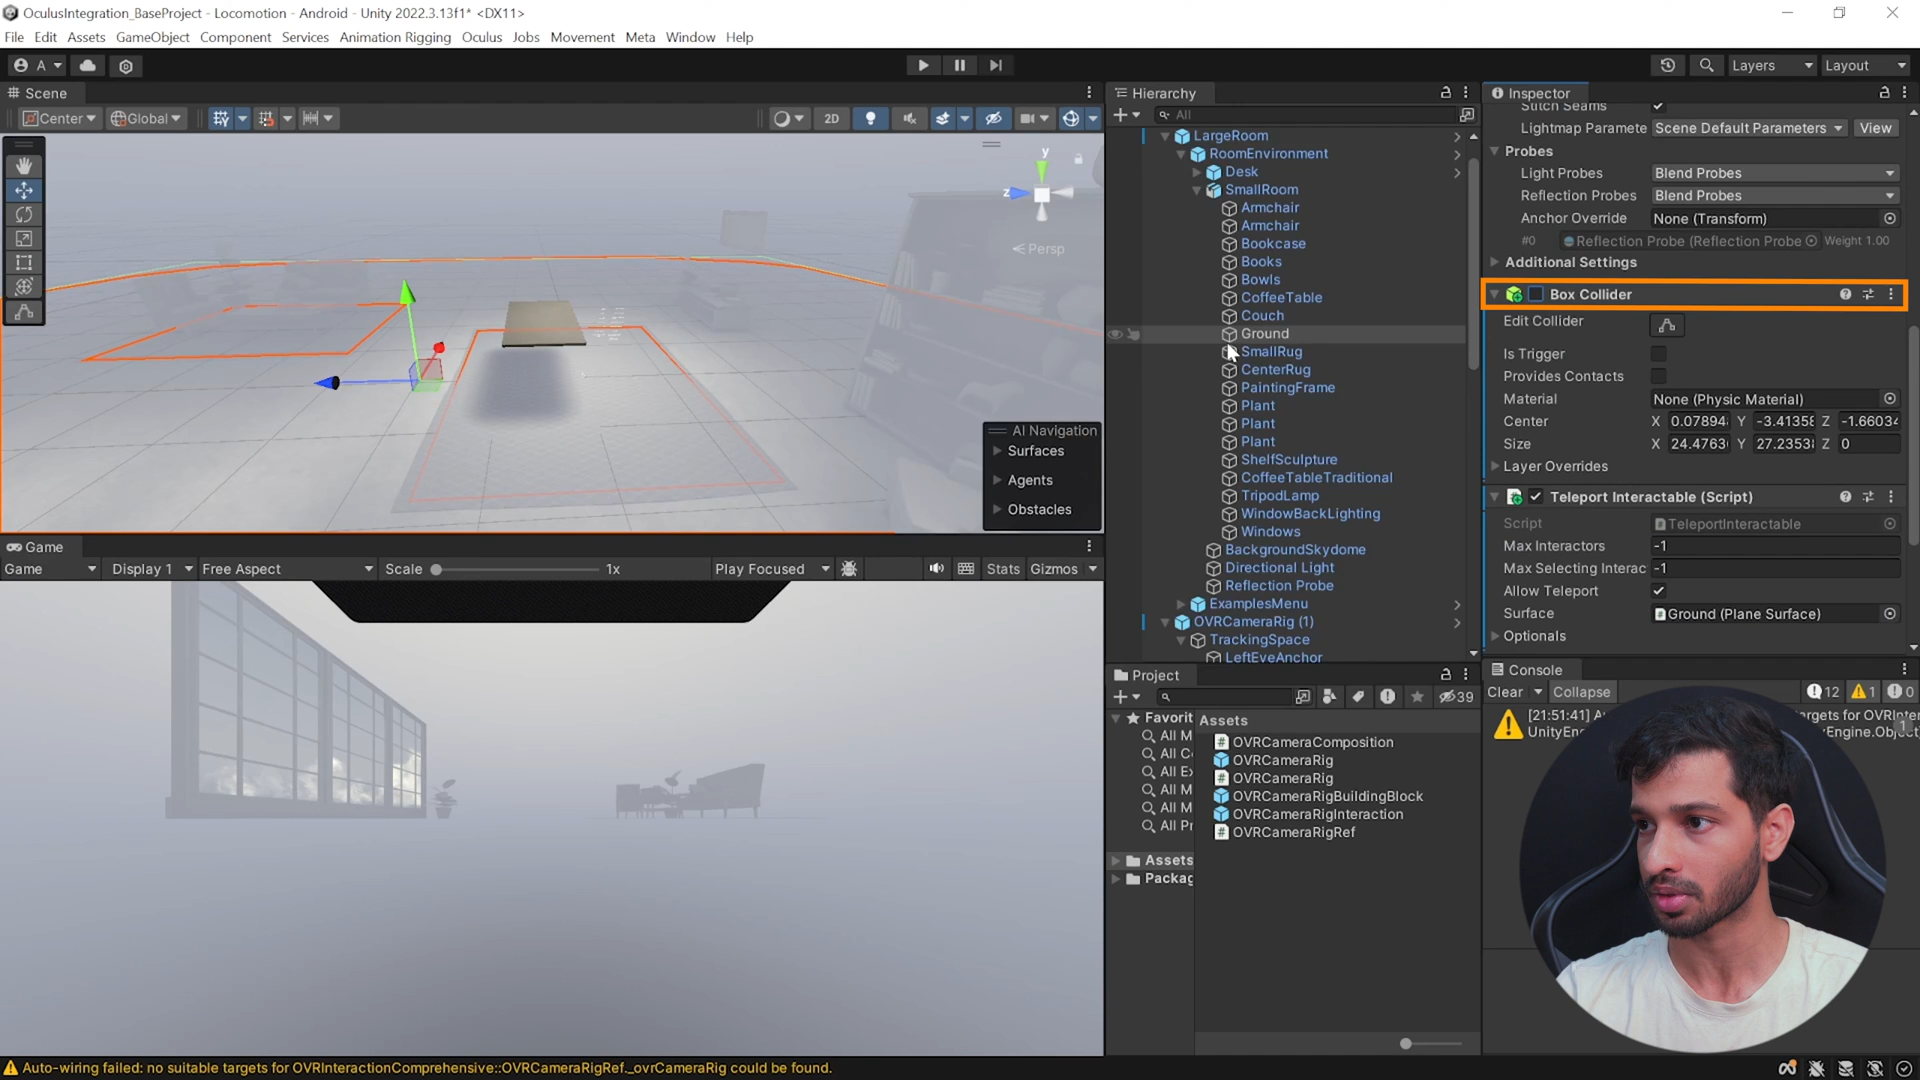 OculusIntegration_BaseProject - Locomotion - Android - Unity 2022.3.13f1* <DX11>
File Edit Assets GameObject Component Services Animation Rigging Oculus Jobs Movement Meta Window Help
A
Layers
Layout
Scene
Center
Global
2D
y
z
Persp
AI Navigation
Surfaces
Agents
Obstacles
Game
Game Display 1 Free Aspect Scale 1x Play Focused Stats Gizmos
Hierarchy
All
LargeRoom
RoomEnvironment
Desk
SmallRoom
Armchair
Armchair
Bookcase
Books
Bowls
CoffeeTable
Couch
Ground
SmallRug
CenterRug
PaintingFrame
Plant
Plant
Plant
ShelfSculpture
CoffeeTableTraditional
TripodLamp
WindowBackLighting
Windows
BackgroundSkydome
Directional Light
Reflection Probe
ExamplesMenu
OVRCameraRig (1)
TrackingSpace
LeftEyeAnchor
Project
39
Favorit
All M
All C
All E
All M
All M
All Pr
Assets
Packag
Assets
OVRCameraComposition
OVRCameraRig
OVRCameraRig
OVRCameraRigBuildingBlock
OVRCameraRigInteraction
OVRCameraRigRef
Inspector
Stitch Seams
Lightmap Paramete Scene Default Parameters View
Probes
Light Probes Blend Probes
Reflection Probes Blend Probes
Anchor Override None (Transform)
#0 Reflection Probe (Reflection Probe Weight 1.00
Additional Settings
Box Collider
Edit Collider
Is Trigger
Provides Contacts
Material None (Physic Material)
Center X 0.07894 Y -3.41358 Z -1.66034
Size X 24.4763 Y 27.2353 Z 0
Layer Overrides
Teleport Interactable (Script)
Script TeleportInteractable
Max Interactors -1
Max Selecting Interac -1
Allow Teleport
Surface Ground (Plane Surface)
Optionals
Console
Clear Collapse 12 1 0
[21:51:41] A
argets for OVRInter
UnityEngine
yEngine.Object
1
Auto-wiring failed: no suitable targets for OVRInteractionComprehensive::OVRCameraRigRef._ovrCameraRig could be found.